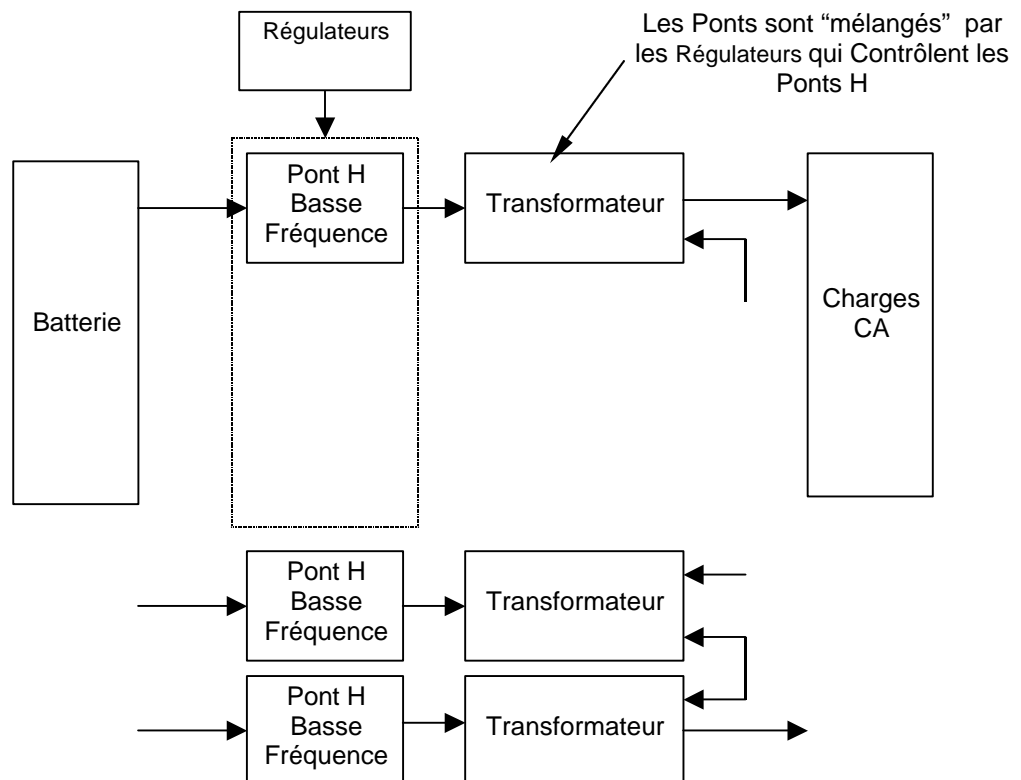 Régulateurs
Les Ponts sont “mélangés” par
les Régulateurs qui Contrôlent les
Ponts H
Batterie
Pont H
Basse
Fréquence
Transformateur
Charges
CA
Pont H
Basse
Fréquence
Transformateur
Pont H
Basse
Fréquence
Transformateur